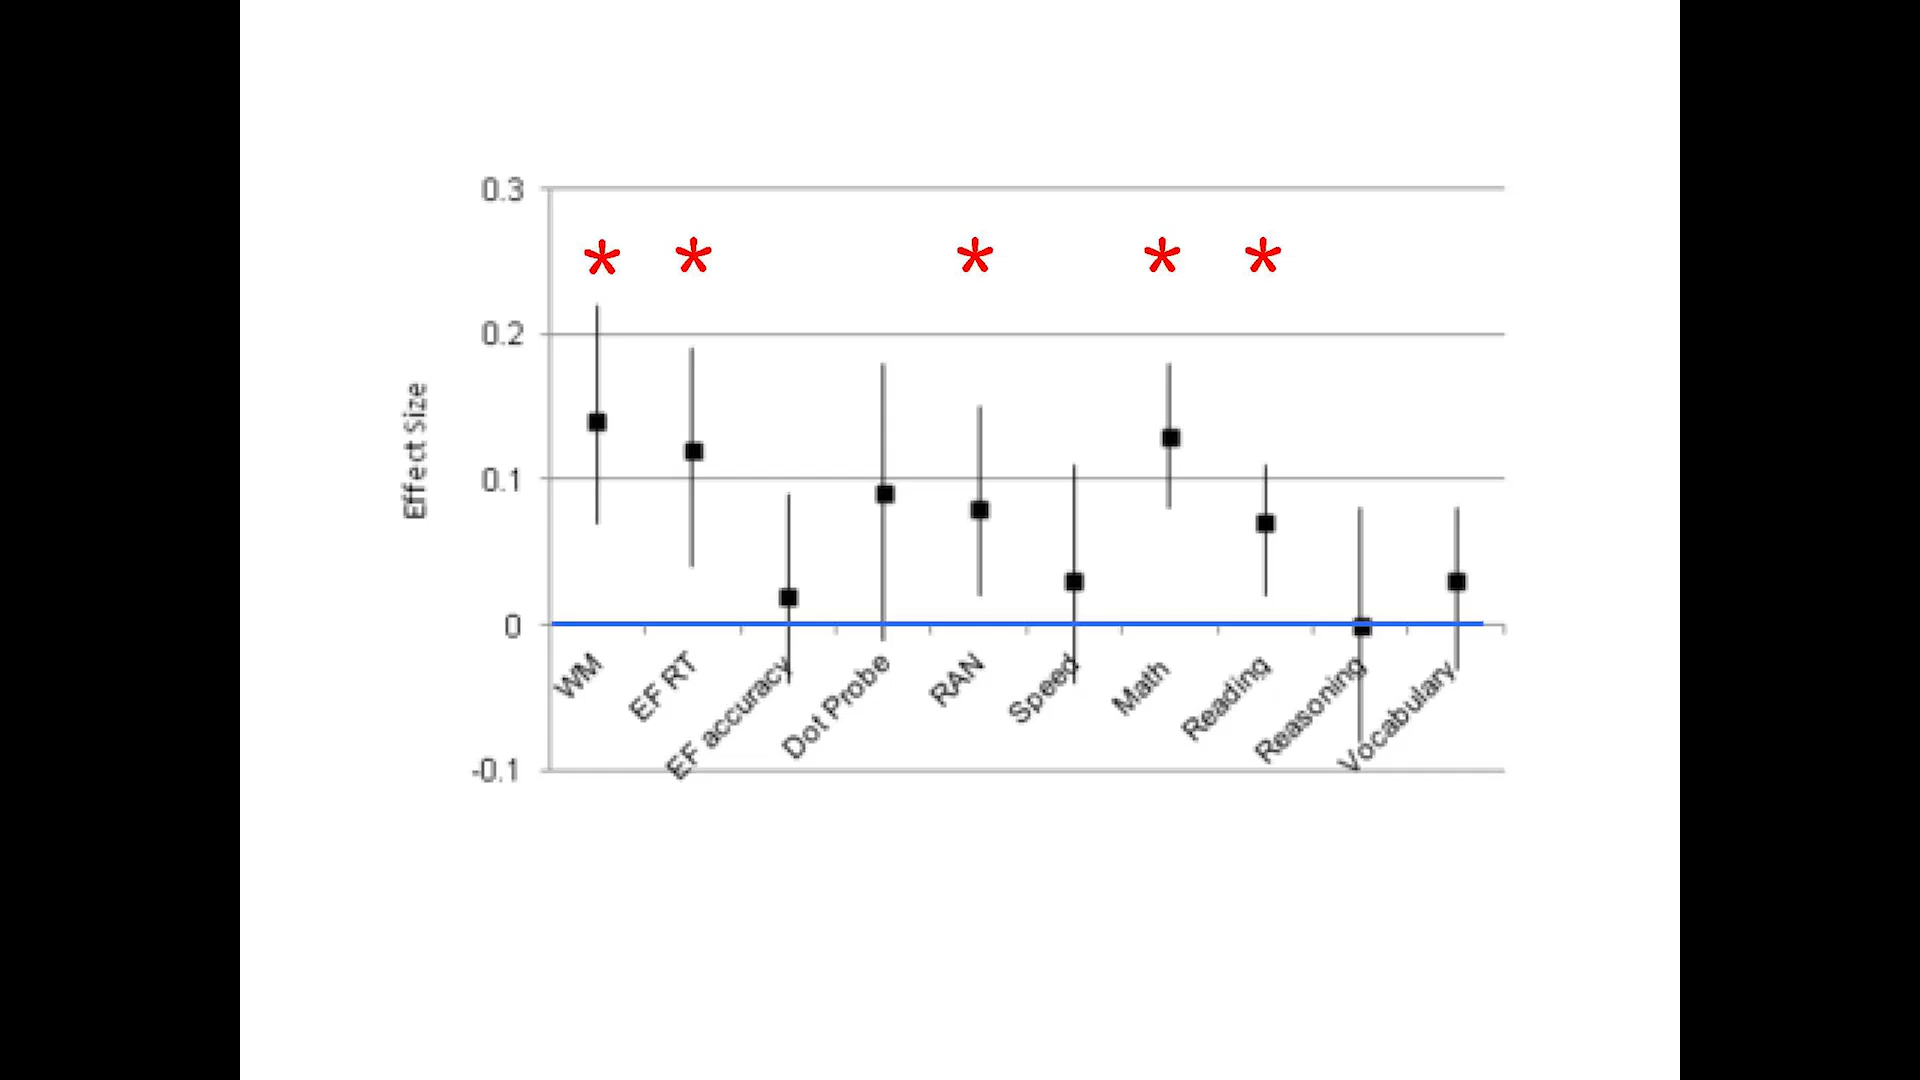 0.3
* * * * *
0.2
0.1
0
-0.1
Effect Size
WM
EF RT
EF accuracy
Dot Probe
RAN
Speed
Math
Reading
Reasoning
Vocabulary